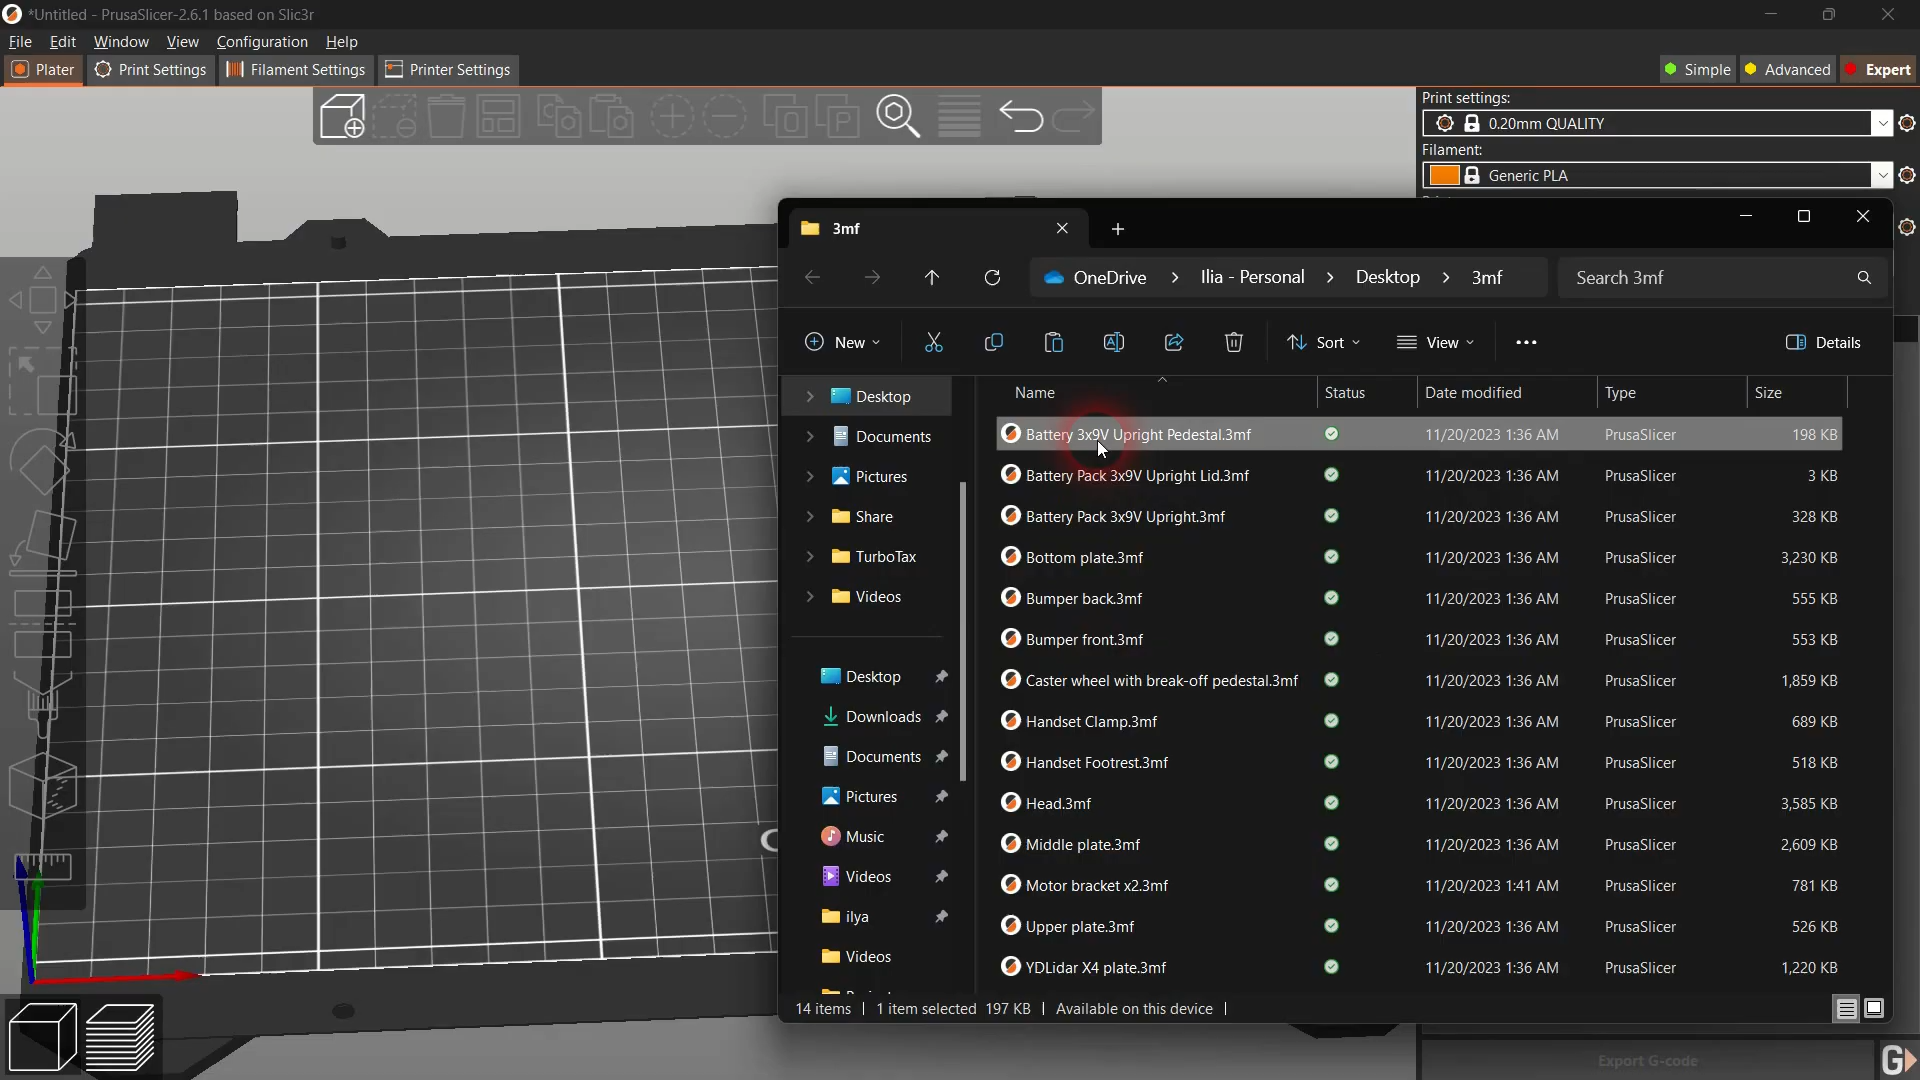 *Untitled - PrusaSlicer-2.6.1 based on Slic3r
File Edit Window View Configuration Help
Plater Print Settings Filament Settings Printer Settings Simple Advanced Expert
Print settings:
0.20mm QUALITY
Filament:
Generic PLA
3mf
OneDrive Ilia - Personal Desktop 3mf Search 3mf
New Sort View Details
Name Status Date modified Type Size
Desktop
Documents
Pictures
Share
TurboTax
Videos
Desktop
Downloads
Documents
Pictures
Music
Videos
ilya
Videos
Battery 3x9V Upright Pedestal.3mf 11/20/2023 1:36 AM PrusaSlicer 198 KB
Battery Pack 3x9V Upright Lid.3mf 11/20/2023 1:36 AM PrusaSlicer 3 KB
Battery Pack 3x9V Upright.3mf 11/20/2023 1:36 AM PrusaSlicer 328 KB
Bottom plate.3mf 11/20/2023 1:36 AM PrusaSlicer 3,230 KB
Bumper back.3mf 11/20/2023 1:36 AM PrusaSlicer 555 KB
Bumper front.3mf 11/20/2023 1:36 AM PrusaSlicer 553 KB
Caster wheel with break-off pedestal.3mf 11/20/2023 1:36 AM PrusaSlicer 1,859 KB
Handset Clamp.3mf 11/20/2023 1:36 AM PrusaSlicer 689 KB
Handset Footrest.3mf 11/20/2023 1:36 AM PrusaSlicer 518 KB
Head.3mf 11/20/2023 1:36 AM PrusaSlicer 3,585 KB
Middle plate.3mf 11/20/2023 1:36 AM PrusaSlicer 2,609 KB
Motor bracket x2.3mf 11/20/2023 1:41 AM PrusaSlicer 781 KB
Upper plate.3mf 11/20/2023 1:36 AM PrusaSlicer 526 KB
YDLidar X4 plate.3mf 11/20/2023 1:36 AM PrusaSlicer 1,220 KB
14 items 1 item selected 197 KB Available on this device
Export G-code